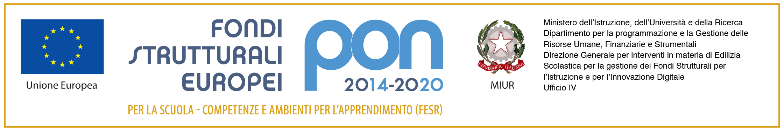 Unione Europea
FONDI
STRUTTURALI
EUROPEI
pon
2014-2020
PER LA SCUOLA - COMPETENZE E AMBIENTI PER L'APPRENDIMENTO (FESR)
MIUR
Ministero dell'Istruzione, dell'Università e della Ricerca
Dipartimento per la programmazione e la Gestione delle
Risorse Umane, Finanziarie e Strumentali
Direzione Generale per interventi in materia di Edilizia
Scolastica per la gestione dei Fondi Strutturali per
l'Istruzione e per l'Innovazione Digitale
Ufficio IV